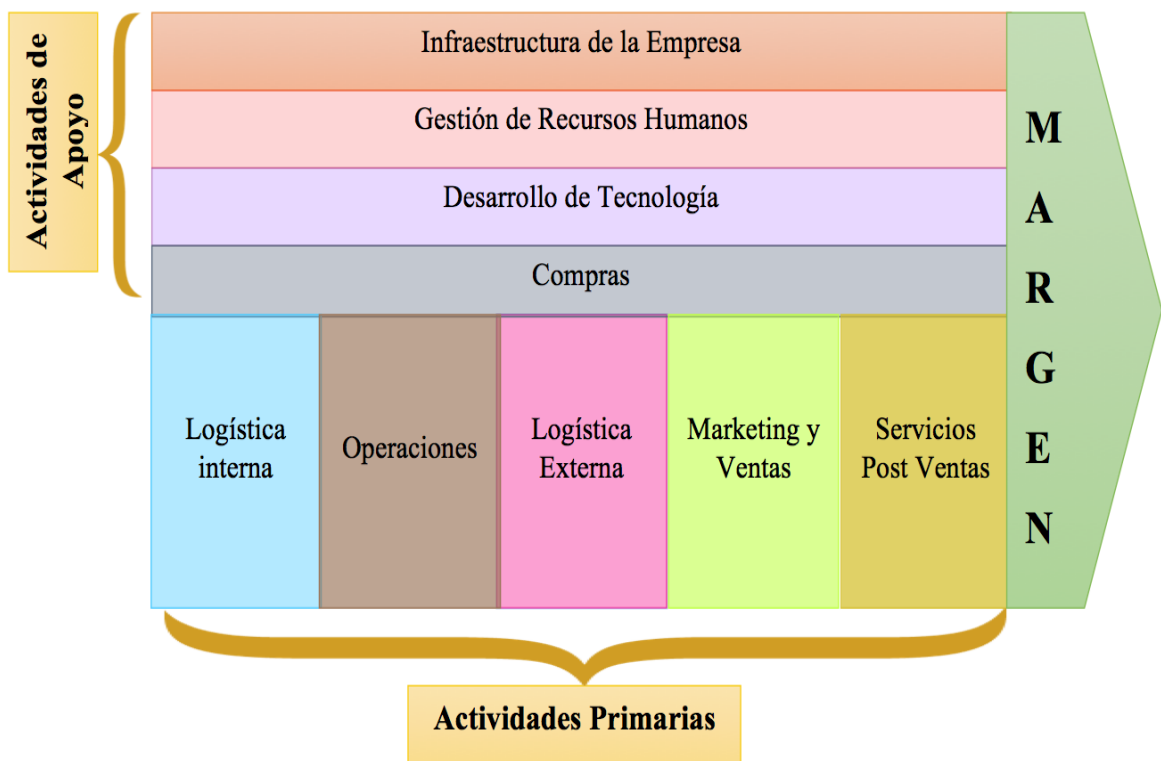 Actividades de
Apoyo
Infraestructura de la Empresa
Gestión de Recursos Humanos
Desarrollo de Tecnología
Compras
Logística
interna
Operaciones
Logística
Externa
Marketing y
Ventas
Servicios
Post Ventas
M
A
R
G
E
N
Actividades Primarias